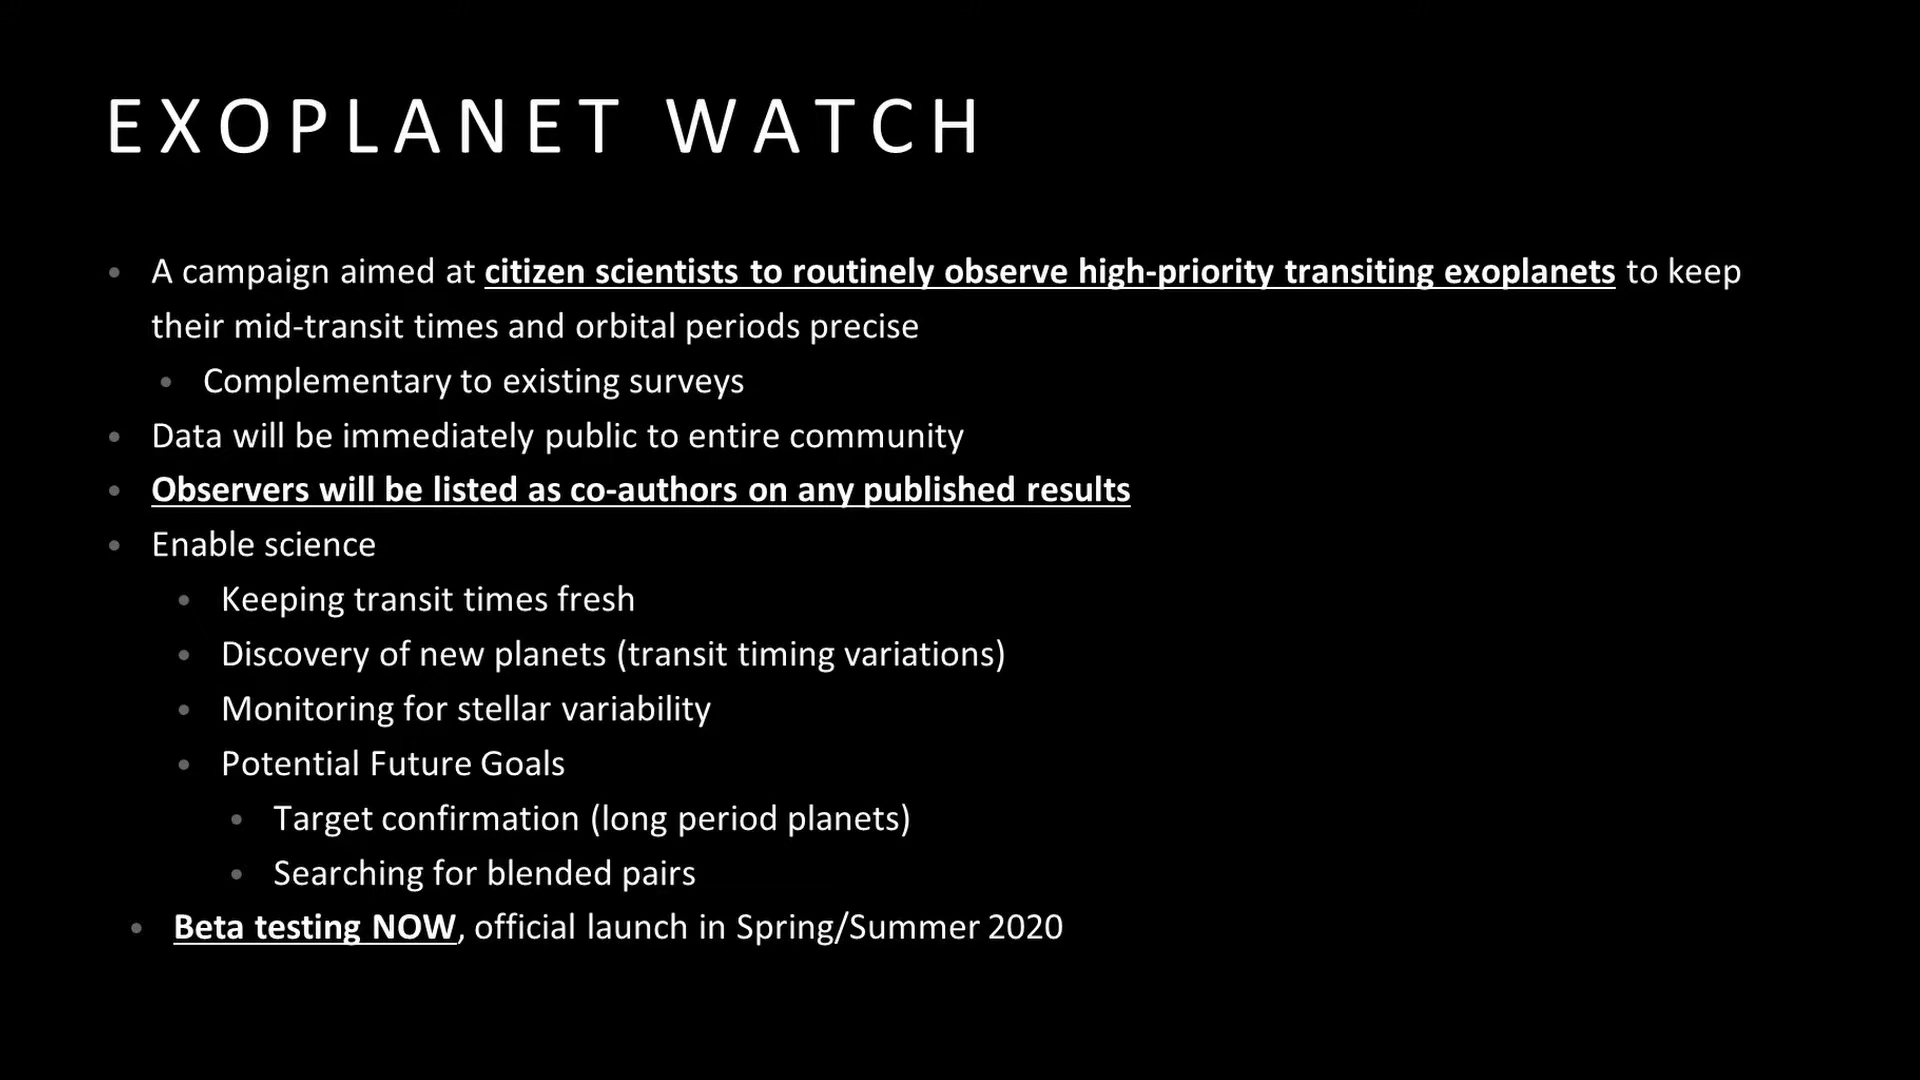 EXOPLANET WATCH
• A campaign aimed at citizen scientists to routinely observe high-priority transiting exoplanets to keep
their mid-transit times and orbital periods precise
• Complementary to existing surveys
• Data will be immediately public to entire community
• Observers will be listed as co-authors on any published results
• Enable science
• Keeping transit times fresh
• Discovery of new planets (transit timing variations)
• Monitoring for stellar variability
• Potential Future Goals
• Target confirmation (long period planets)
• Searching for blended pairs
• Beta testing NOW, official launch in Spring/Summer 2020